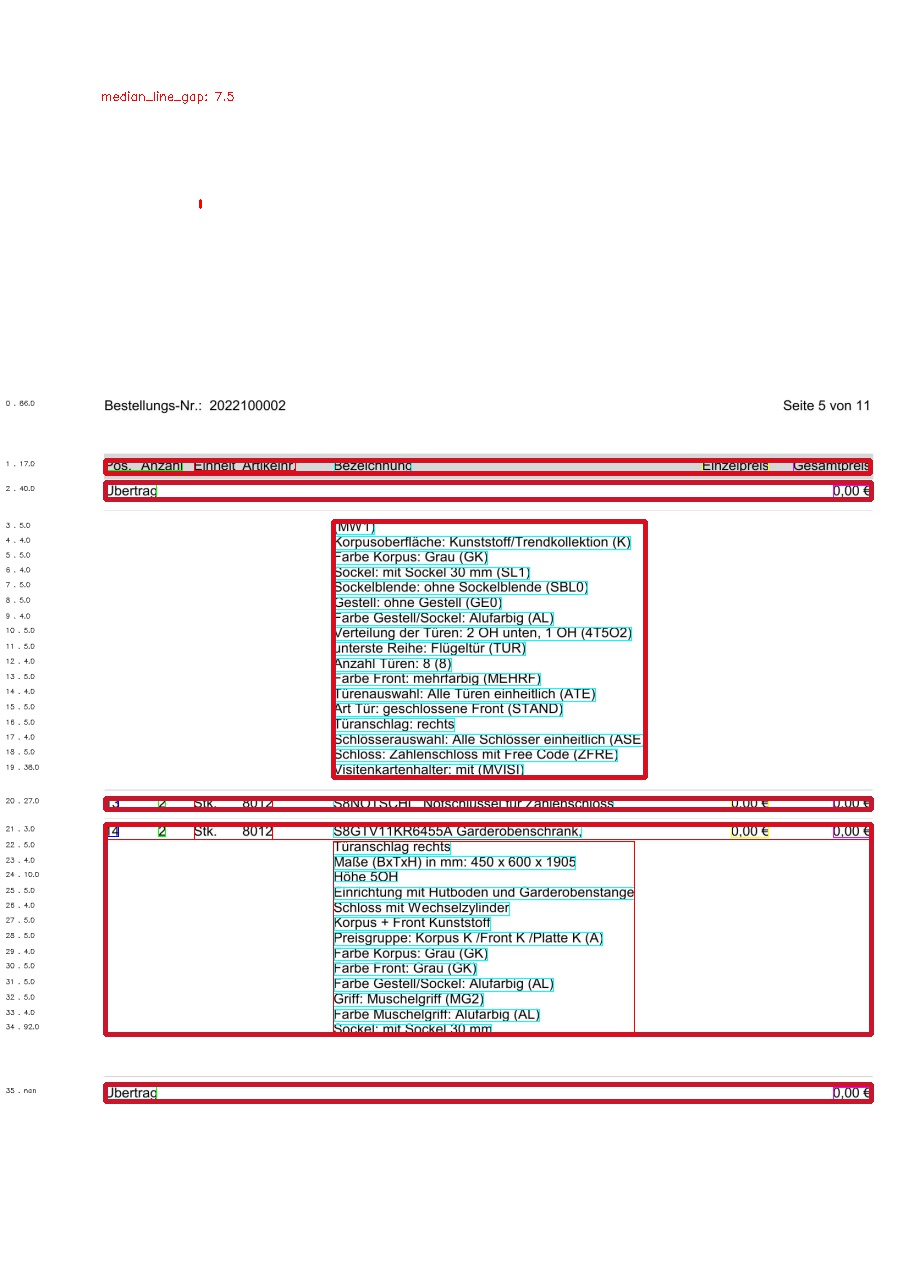 median_line_gap: 7.5
0 . 86.0 Bestellungs-Nr.: 2022100002 Seite 5 von 11
1 . 17.0 Pos. Anzahl Einheit Artikelnr. Bezeichnung Einzelpreis Gesamtpreis
2 . 40.0 Übertrag 0,00 €
3 . 5.0 (MW1)
4 . 4.0 Korpusoberfläche: Kunststoff/Trendkollektion (K)
5 . 5.0 Farbe Korpus: Grau (GK)
6 . 4.0 Sockel: mit Sockel 30 mm (SL1)
7 . 5.0 Sockelblende: ohne Sockelblende (SBL0)
8 . 5.0 Gestell: ohne Gestell (GE0)
9 . 4.0 Farbe Gestell/Sockel: Alufarbig (AL)
10 . 5.0 Verteilung der Türen: 2 OH unten, 1 OH (4T5O2)
11 . 5.0 unterste Reihe: Flügeltür (TUR)
12 . 4.0 Anzahl Türen: 8 (8)
13 . 5.0 Farbe Front: mehrfarbig (MEHRF)
14 . 4.0 Türenauswahl: Alle Türen einheitlich (ATE)
15 . 5.0 Art Tür: geschlossene Front (STAND)
16 . 5.0 Türanschlag: rechts
17 . 4.0 Schlösserauswahl: Alle Schlösser einheitlich (ASE
18 . 5.0 Schloss: Zahlenschloss mit Free Code (ZFRE)
19 . 38.0 Visitenkartenhalter: mit (MVISI)
20 . 27.0 13 2 Stk. 8012 S8NOTSCHL Notschlüssel für Zahlenschloss 0,00 € 0,00 €
21 . 3.0 14 2 Stk. 8012 S8GTV11KR6455A Garderobenschrank, 0,00 € 0,00 €
22 . 5.0 Türanschlag rechts
23 . 4.0 Maße (BxTxH) in mm: 450 x 600 x 1905
24 . 10.0 Höhe 5OH
25 . 5.0 Einrichtung mit Hutboden und Garderobenstange
26 . 4.0 Schloss mit Wechselzylinder
27 . 5.0 Korpus + Front Kunststoff
28 . 5.0 Preisgruppe: Korpus K /Front K /Platte K (A)
29 . 4.0 Farbe Korpus: Grau (GK)
30 . 5.0 Farbe Front: Grau (GK)
31 . 5.0 Farbe Gestell/Sockel: Alufarbig (AL)
32 . 5.0 Griff: Muschelgriff (MG2)
33 . 4.0 Farbe Muschelgriff: Alufarbig (AL)
34 . 92.0 Sockel: mit Sockel 30 mm
35 . nan Übertrag 0,00 €